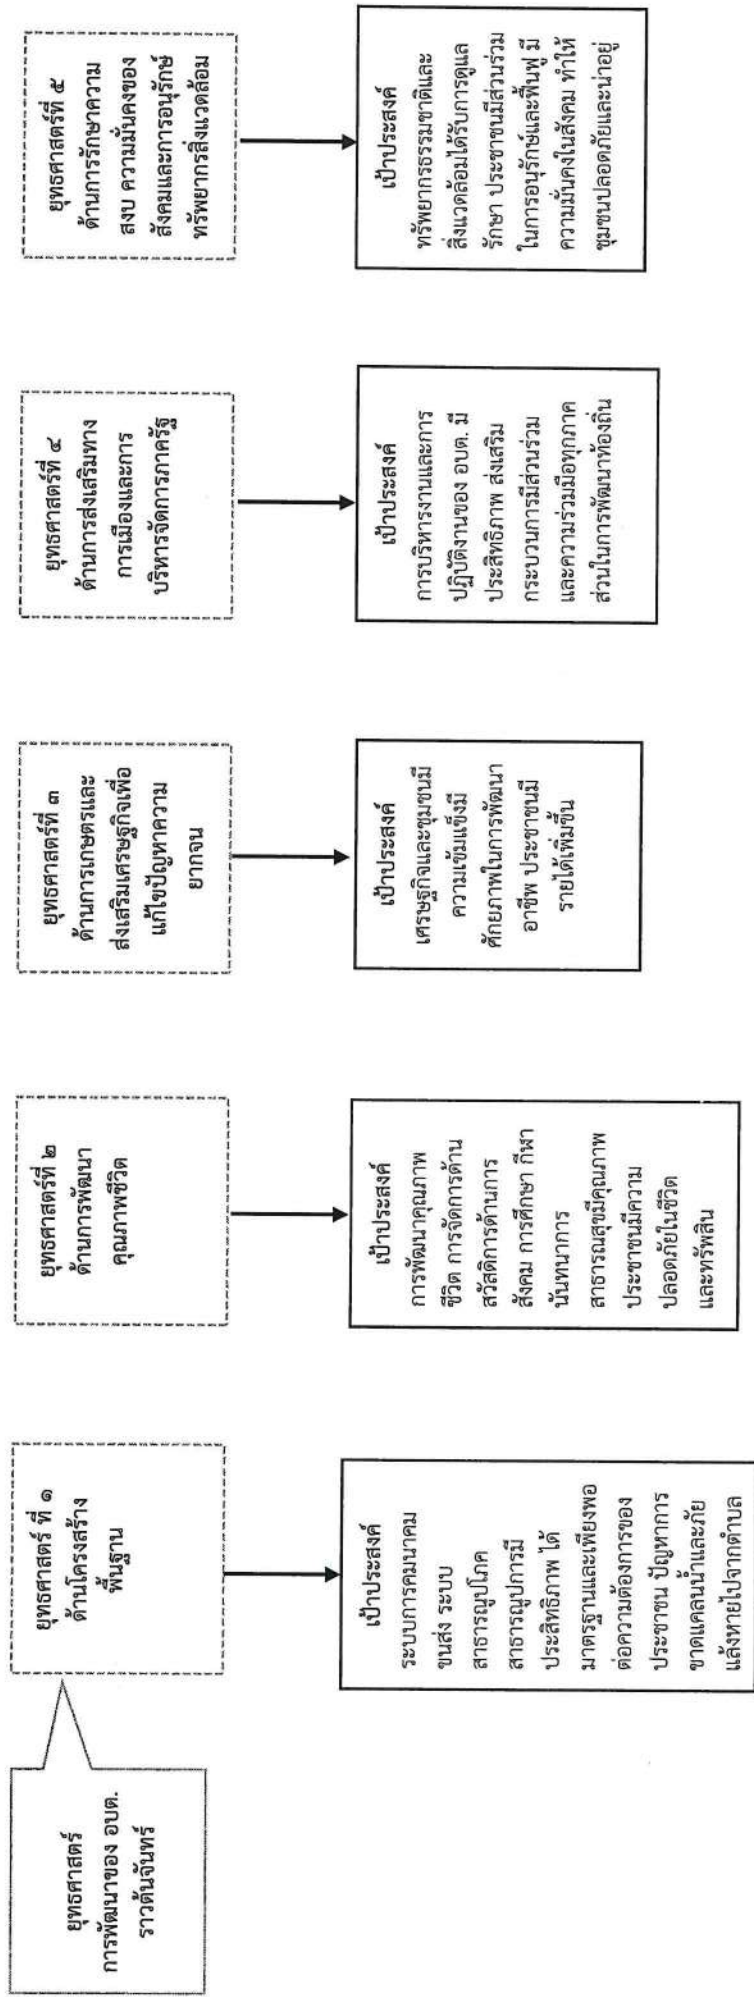 ยุทธศาสตร์
การพัฒนาของ อบต.
ราวต้นจันทร์
ยุทธศาสตร์ ที่ ๑
ด้านโครงสร้าง
พื้นฐาน
เป้าประสงค์
ระบบการคมนาคม
ขนส่ง ระบบ
สาธารณูปโภค
สาธารณูปการมี
ประสิทธิภาพ ได้
มาตรฐานและเพียงพอ
ต่อความต้องการของ
ประชาชน ปัญหาการ
ขาดแคลนน้ำและภัย
แล้งหายไปจากตำบล
ยุทธศาสตร์ที่ ๒
ด้านการพัฒนา
คุณภาพชีวิต
เป้าประสงค์
การพัฒนาคุณภาพ
ชีวิต การจัดการด้าน
สวัสดิการด้านการ
สังคม การศึกษา กีฬา
นันทนาการ
สาธารณสุขมีคุณภาพ
ประชาชนมีความ
ปลอดภัยในชีวิต
และทรัพสิน
ยุทธศาสตร์ที่ ๓
ด้านการเกษตรและ
ส่งเสริมเศรษฐกิจเพื่อ
แก้ไขปัญหาความ
ยากจน
เป้าประสงค์
เศรษฐกิจและชุมชนมี
ความเข้มแข็งมี
ศักยภาพในการพัฒนา
อาชีพ ประชาชนมี
รายได้เพิ่มขึ้น
ยุทธศาสตร์ที่ ๔
ด้านการส่งเสริมทาง
การเมืองและการ
บริหารจัดการภาครัฐ
เป้าประสงค์
การบริหารงานและการ
ปฏิบัติงานของ อบต. มี
ประสิทธิภาพ ส่งเสริม
กระบวนการมีส่วนร่วม
และความร่วมมือทุกภาค
ส่วนในการพัฒนาท้องถิ่น
ยุทธศาสตร์ที่ ๕
ด้านการรักษาความ
สงบ ความมั่นคงของ
สังคมและการอนุรักษ์
ทรัพยากรสิ่งแวดล้อม
เป้าประสงค์
ทรัพยากรธรรมชาติและ
สิ่งแวดล้อมได้รับการดูแล
รักษา ประชาชนมีส่วนร่วม
ในการอนุรักษ์และฟื้นฟู มี
ความมั่นคงในสังคม ทำให้
ชุมชนปลอดภัยและน่าอยู่